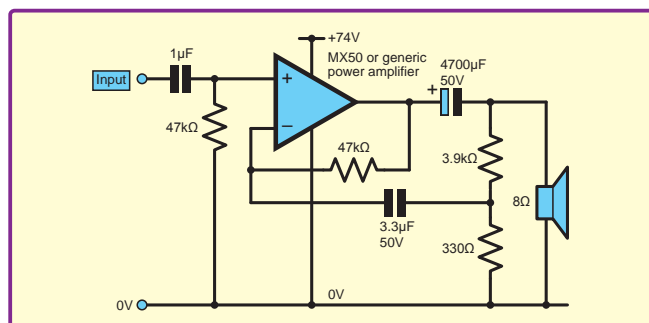 +74V
1µF
MX50 or generic
power amplifier
4700µF
50V
Input
+
+
–
47kΩ
47kΩ
3.9kΩ
8Ω
3.3µF
50V
330Ω
0V
0V